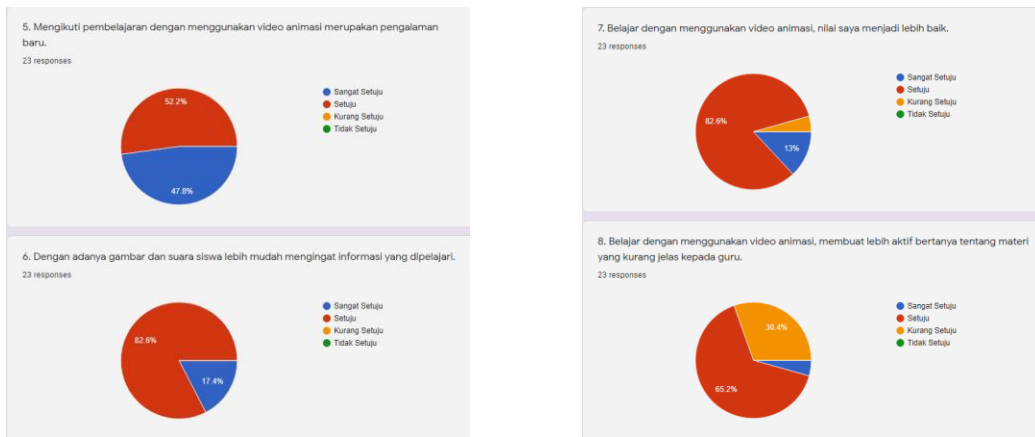 5. Mengikuti pembelajaran dengan menggunakan video animasi merupakan pengalaman
baru.
23 responses
52.2%
47.8%
Sangat Setuju
Setuju
Kurang Setuju
Tidak Setuju
6. Dengan adanya gambar dan suara siswa lebih mudah mengingat informasi yang dipelajari.
23 responses
82.6%
17.4%
Sangat Setuju
Setuju
Kurang Setuju
Tidak Setuju
7. Belajar dengan menggunakan video animasi, nilai saya menjadi lebih baik.
23 responses
82.6%
13%
Sangat Setuju
Setuju
Kurang Setuju
Tidak Setuju
8. Belajar dengan menggunakan video animasi, membuat lebih aktif bertanya tentang materi
yang kurang jelas kepada guru.
23 responses
30.4%
65.2%
Sangat Setuju
Setuju
Kurang Setuju
Tidak Setuju